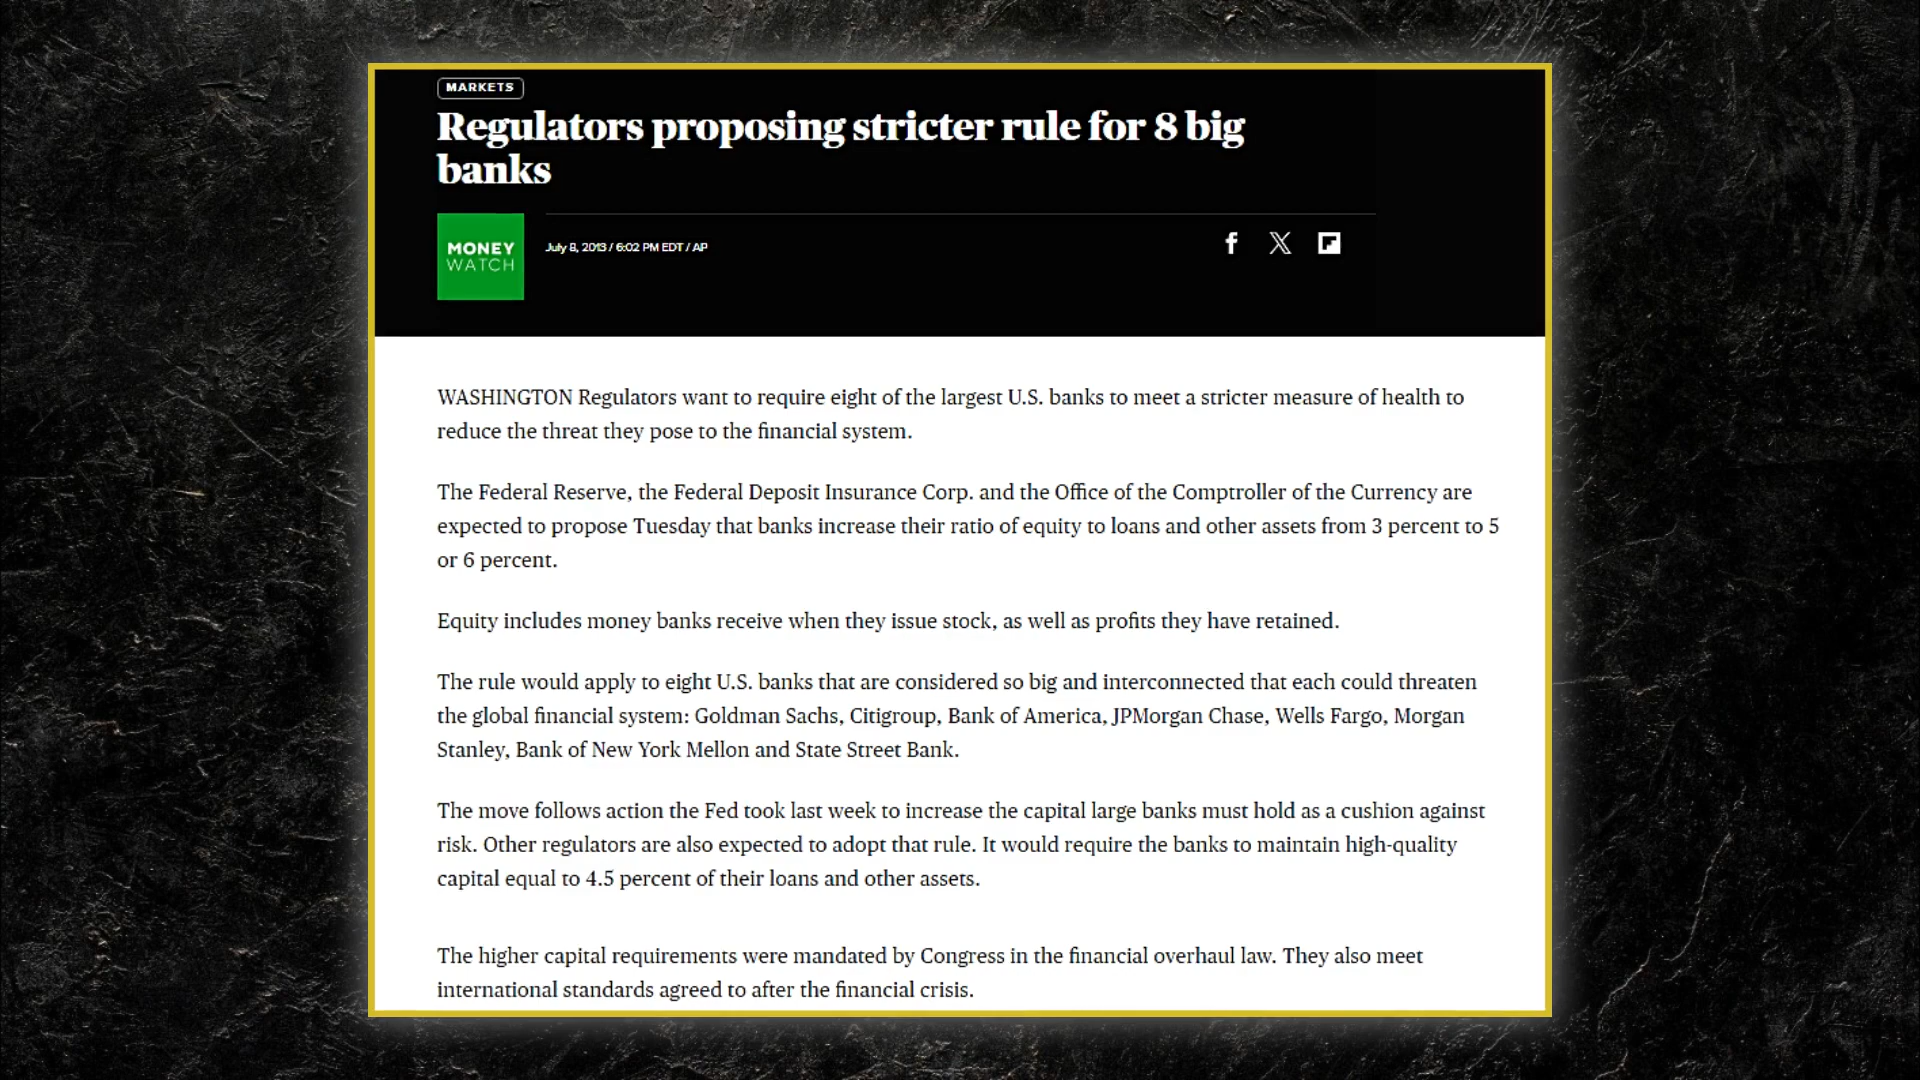 MARKETS
Regulators proposing stricter rule for 8 big
banks
MONEY
WATCH
July 8, 2013 / 6:02 PM EDT / AP
WASHINGTON Regulators want to require eight of the largest U.S. banks to meet a stricter measure of health to
reduce the threat they pose to the financial system.
The Federal Reserve, the Federal Deposit Insurance Corp. and the Office of the Comptroller of the Currency are
expected to propose Tuesday that banks increase their ratio of equity to loans and other assets from 3 percent to 5
or 6 percent.
Equity includes money banks receive when they issue stock, as well as profits they have retained.
The rule would apply to eight U.S. banks that are considered so big and interconnected that each could threaten
the global financial system: Goldman Sachs, Citigroup, Bank of America, JPMorgan Chase, Wells Fargo, Morgan
Stanley, Bank of New York Mellon and State Street Bank.
The move follows action the Fed took last week to increase the capital large banks must hold as a cushion against
risk. Other regulators are also expected to adopt that rule. It would require the banks to maintain high-quality
capital equal to 4.5 percent of their loans and other assets.
The higher capital requirements were mandated by Congress in the financial overhaul law. They also meet
international standards agreed to after the financial crisis.